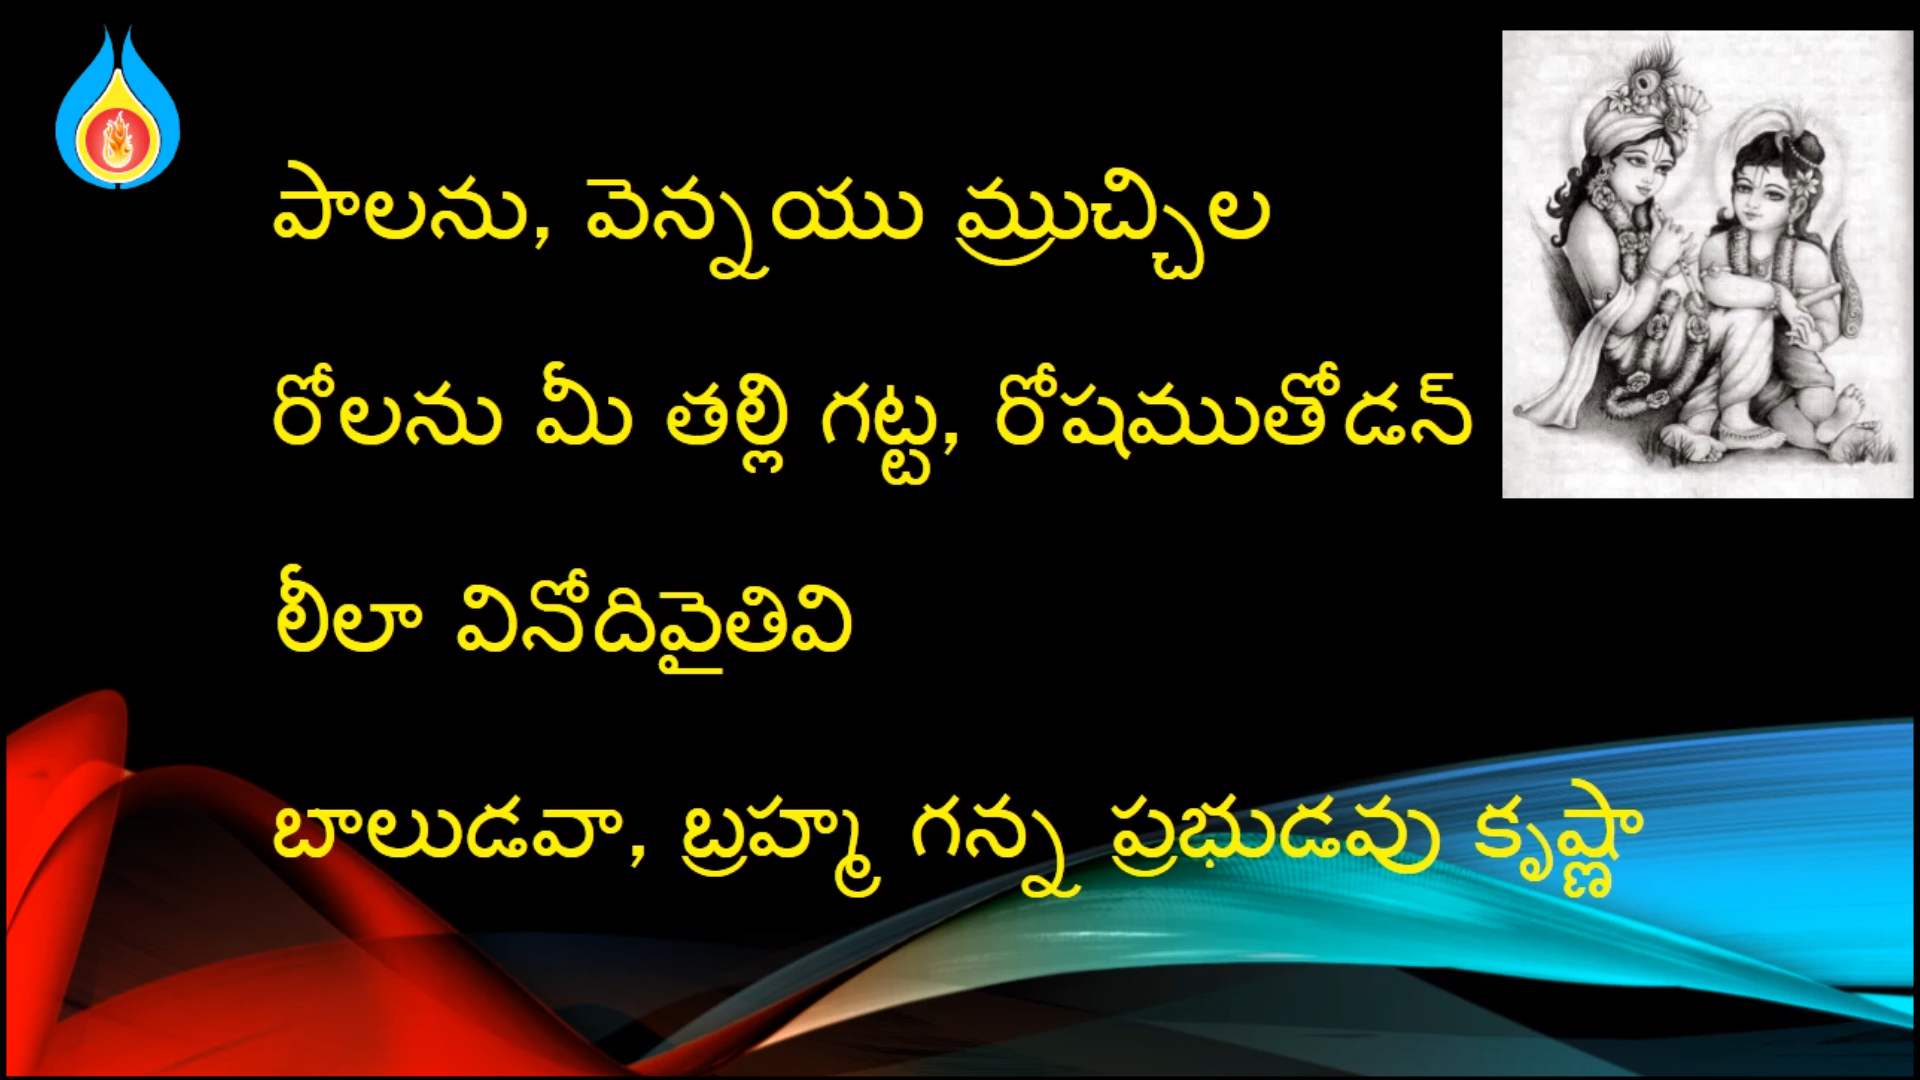 పాలను, వెన్నయు మ్రుచ్చిల
రోలను మీ తల్లి గట్ట, రోషముతోడన్
లీలా వినోదివైతివి
బాలుడవా, బ్రహ్మ గన్న ప్రభుడవు కృష్ణా